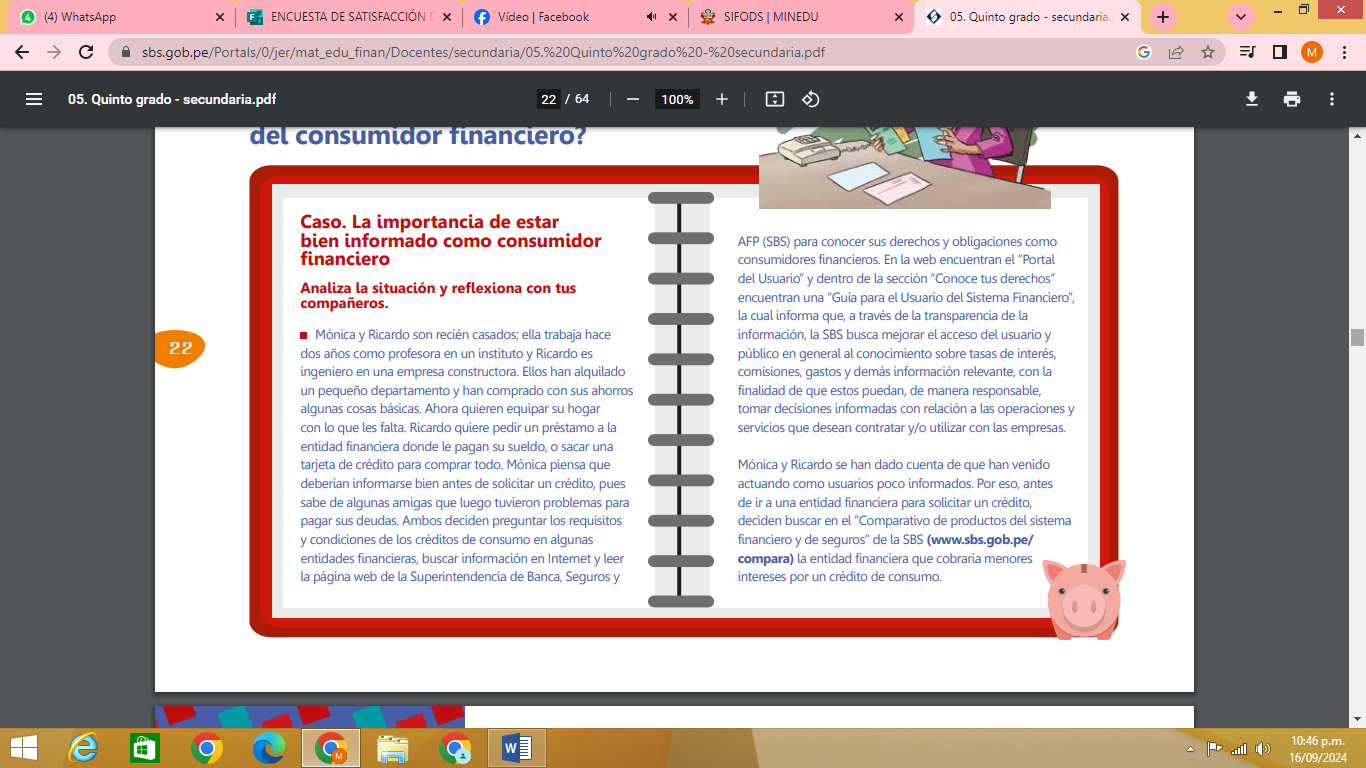 (4) WhatsApp
ENCUESTA DE SATISFACCIÓN D
Vídeo | Facebook
SIFODS | MINEDU
05. Quinto grado - secundaria.
sbs.gob.pe/Portals/0/jer/mat_edu_finan/Docentes/secundaria/05.%20Quinto%20grado%20-%20secundaria.pdf
M
05. Quinto grado - secundaria.pdf
22 / 64
100%
del consumidor financiero?
Caso. La importancia de estar
bien informado como consumidor
financiero
Analiza la situación y reflexiona con tus
compañeros.
22
Mónica y Ricardo son recién casados; ella trabaja hace
dos años como profesora en un instituto y Ricardo es
ingeniero en una empresa constructora. Ellos han alquilado
un pequeño departamento y han comprado con sus ahorros
algunas cosas básicas. Ahora quieren equipar su hogar
con lo que les falta. Ricardo quiere pedir un préstamo a la
entidad financiera donde le pagan su sueldo, o sacar una
tarjeta de crédito para comprar todo. Mónica piensa que
deberían informarse bien antes de solicitar un crédito, pues
sabe de algunas amigas que luego tuvieron problemas para
pagar sus deudas. Ambos deciden preguntar los requisitos
y condiciones de los créditos de consumo en algunas
entidades financieras, buscar información en Internet y leer
la página web de la Superintendencia de Banca, Seguros y
AFP (SBS) para conocer sus derechos y obligaciones como
consumidores financieros. En la web encuentran el “Portal
del Usuario” y dentro de la sección “Conoce tus derechos”
encuentran una “Guía para el Usuario del Sistema Financiero”,
la cual informa que, a través de la transparencia de la
información, la SBS busca mejorar el acceso del usuario y
público en general al conocimiento sobre tasas de interés,
comisiones, gastos y demás información relevante, con la
finalidad de que estos puedan, de manera responsable,
tomar decisiones informadas con relación a las operaciones y
servicios que desean contratar y/o utilizar con las empresas.
Mónica y Ricardo se han dado cuenta de que han venido
actuando como usuarios poco informados. Por eso, antes
de ir a una entidad financiera para solicitar un crédito,
deciden buscar en el “Comparativo de productos del sistema
financiero y de seguros” de la SBS (www.sbs.gob.pe/
compara) la entidad financiera que cobraría menores
intereses por un crédito de consumo.
10:46 p.m.
16/09/2024